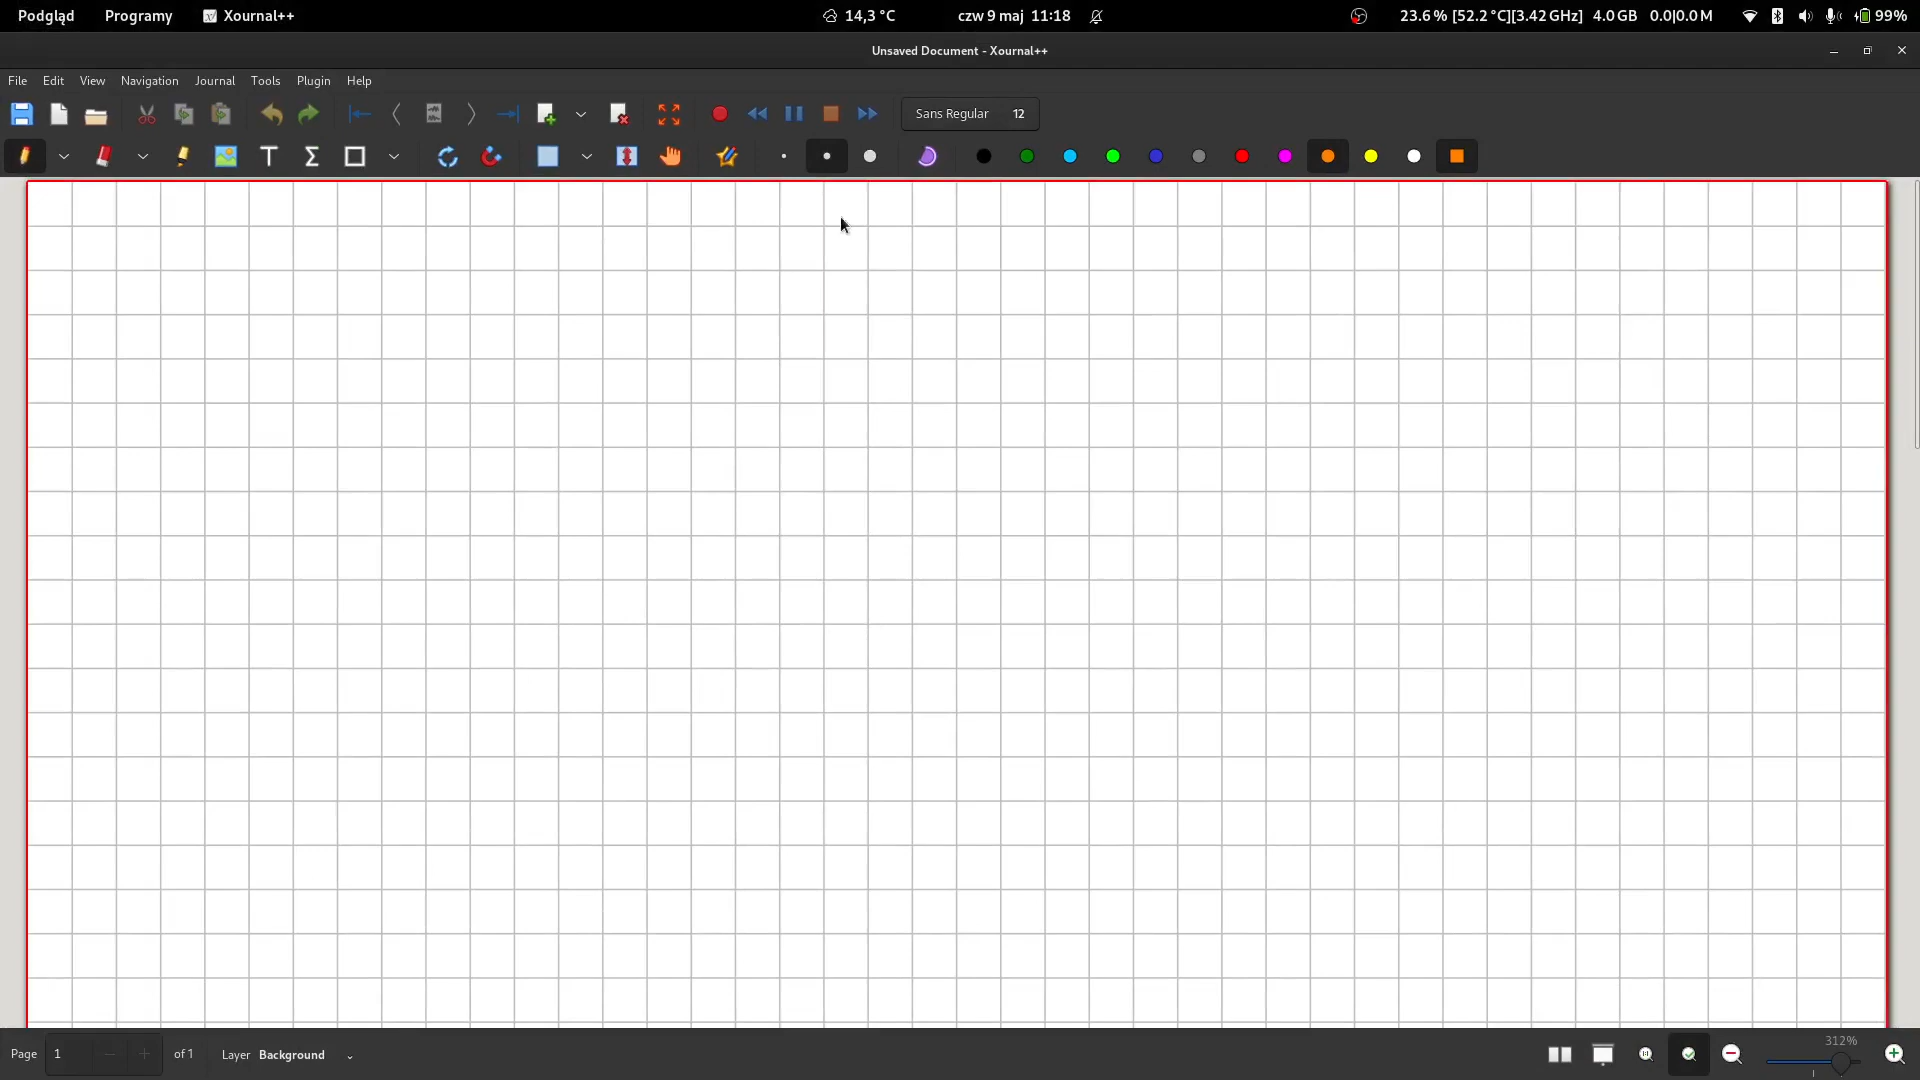 Podgląd Programy Xournal++ 14,3 °C czw 9 maj 11:18 23.6 % [52.2 °C][3.42 GHz] 4.0 GB 0.0|0.0 M 99%
Unsaved Document - Xournal++
File Edit View Navigation Journal Tools Plugin Help
Sans Regular 12
T Σ
Page 1 of 1 Layer Background 312%